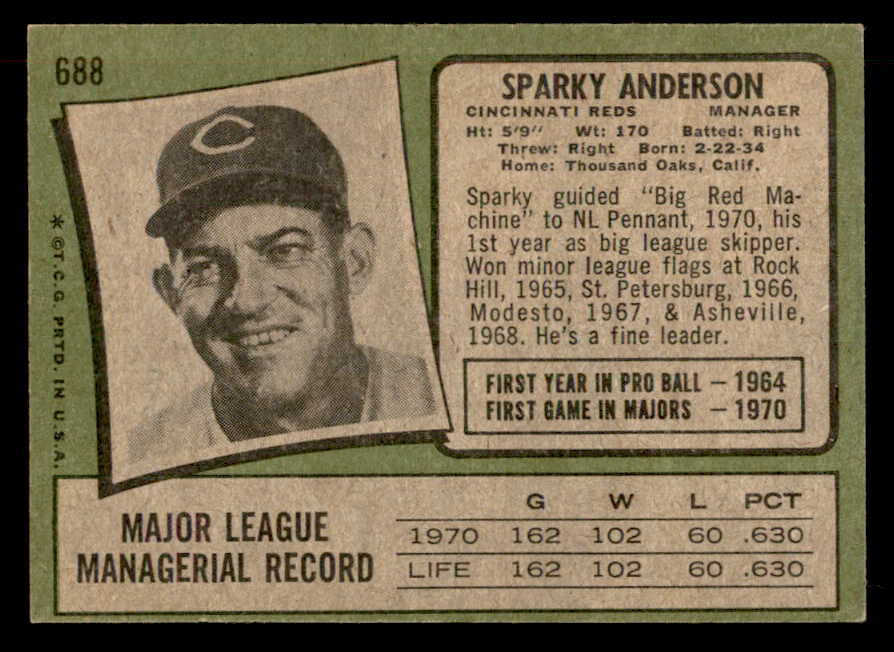 688
SPARKY ANDERSON
CINCINNATI REDS MANAGER
Ht: 5'9" Wt: 170 Batted: Right
Threw: Right Born: 2-22-34
Home: Thousand Oaks, Calif.
Sparky guided "Big Red Ma-
chine" to NL Pennant, 1970, his
1st year as big league skipper.
Won minor league flags at Rock
Hill, 1965, St. Petersburg, 1966,
Modesto, 1967, & Asheville,
1968. He's a fine leader.
FIRST YEAR IN PRO BALL – 1964
FIRST GAME IN MAJORS – 1970
* © T.C.G. PRTD. IN U.S.A.
C
MAJOR LEAGUE
MANAGERIAL RECORD
G W L PCT
1970 162 102 60 .630
LIFE 162 102 60 .630